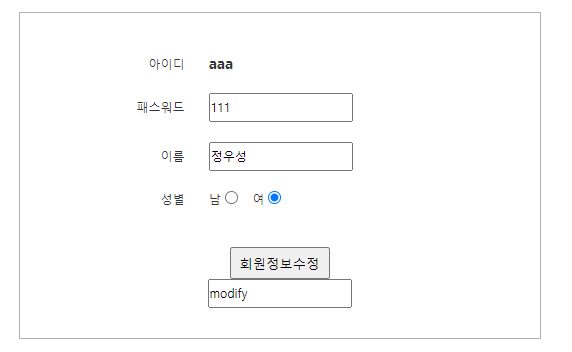 아이디 aaa
패스워드 111
이름 정우성
성별 남 여
회원정보수정
modify